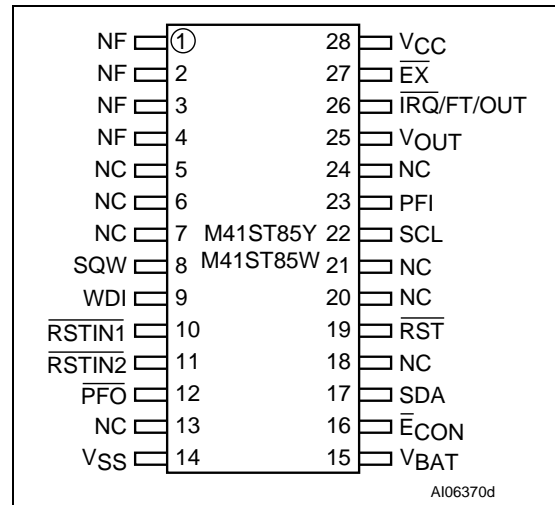 NF 1 28 VCC
NF 2 27 EX
NF 3 26 IRQ/FT/OUT
NF 4 25 VOUT
NC 5 24 NC
NC 6 23 PFI
NC 7 M41ST85Y 22 SCL
SQW 8 M41ST85W 21 NC
WDI 9 20 NC
RSTIN1 10 19 RST
RSTIN2 11 18 NC
PFO 12 17 SDA
NC 13 16 ECON
VSS 14 15 VBAT
AI06370d